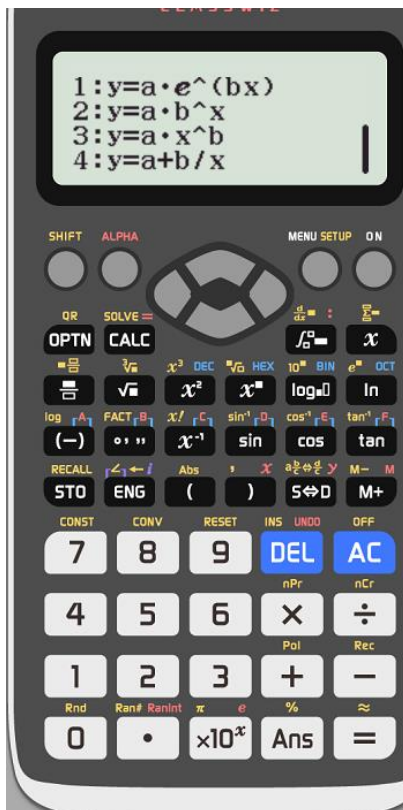 CLASSWIZ
1:y=a·e^(bx)
2:y=a·b^x
3:y=a·x^b
4:y=a+b/x
SHIFT ALPHA MENU SETUP ON
QR SOLVE = d/dx :
OPTN CALC x
x³ DEC HEX 10■ BIN e■ OCT
√■ x² x■ log■□ ln
log A FACT B x! C sin⁻¹ D cos⁻¹ E tan⁻¹ F
(−) °’ ” x⁻¹ sin cos tan
RECALL ∠ ← i Abs , x y M− M
STO ENG ( ) S⇔D M+
CONST CONV RESET INS UNDO OFF
7 8 9 DEL AC
nPr nCr
4 5 6 × ÷
Pol Rec
1 2 3 + −
Rnd Ran# RanInt π e % ≈
0 • ×10ˣ Ans =